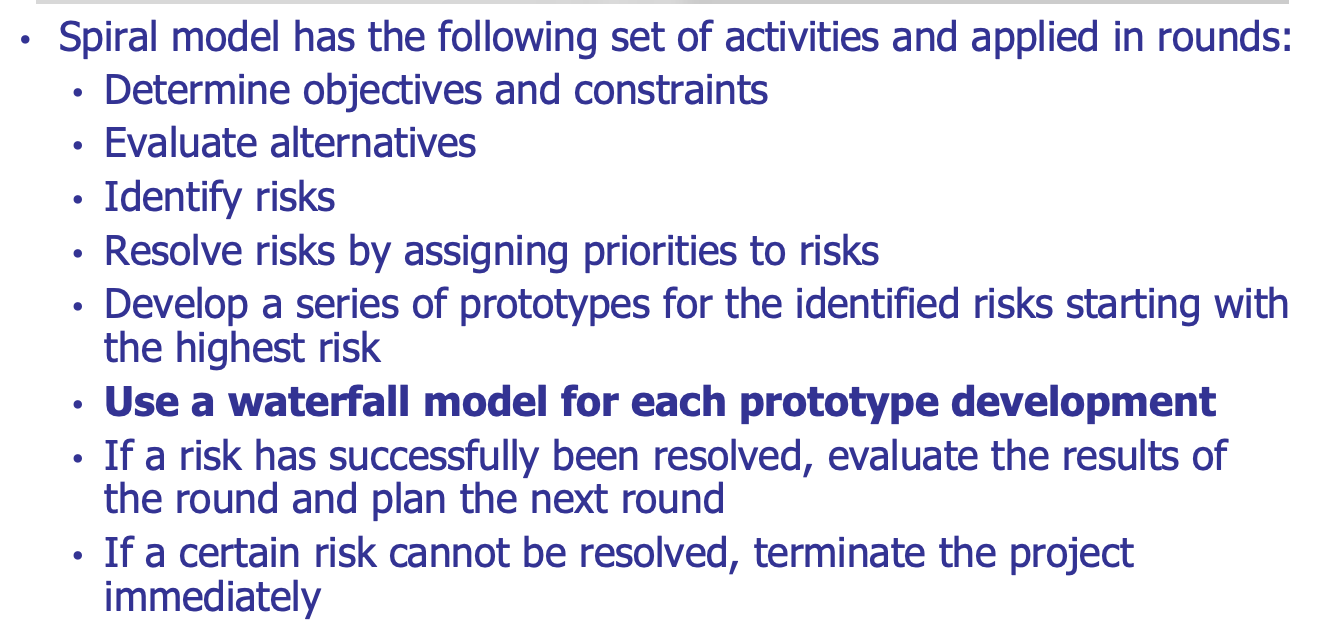 • Spiral model has the following set of activities and applied in rounds:
• Determine objectives and constraints
• Evaluate alternatives
• Identify risks
• Resolve risks by assigning priorities to risks
• Develop a series of prototypes for the identified risks starting with
the highest risk
• Use a waterfall model for each prototype development
• If a risk has successfully been resolved, evaluate the results of
the round and plan the next round
• If a certain risk cannot be resolved, terminate the project
immediately